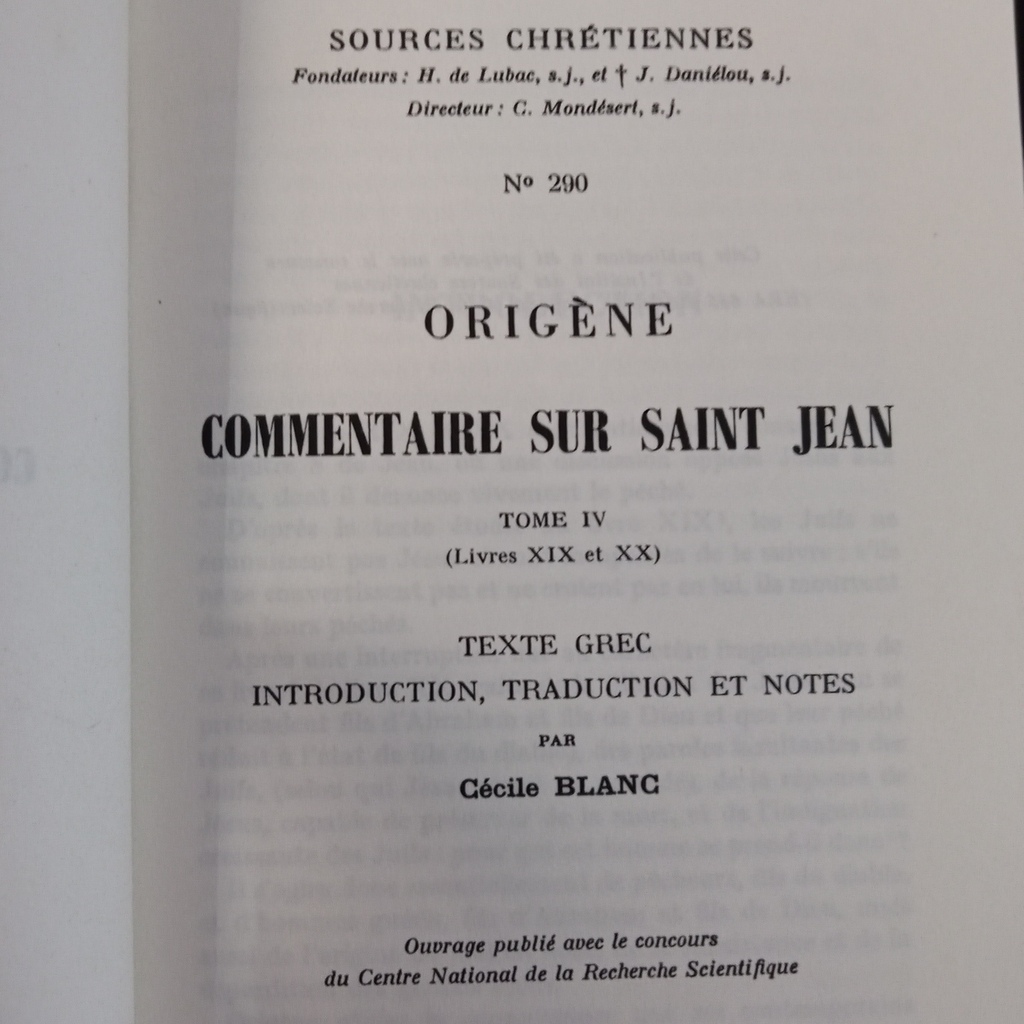 SOURCES CHRÉTIENNES
Fondateurs : H. de Lubac, s.j., et † J. Daniélou, s.j.
Directeur : C. Mondésert, s.j.
Nº 290
ORIGÈNE
COMMENTAIRE SUR SAINT JEAN
TOME IV
(Livres XIX et XX)
TEXTE GREC
INTRODUCTION, TRADUCTION ET NOTES
PAR
Cécile BLANC
Ouvrage publié avec le concours
du Centre National de la Recherche Scientifique